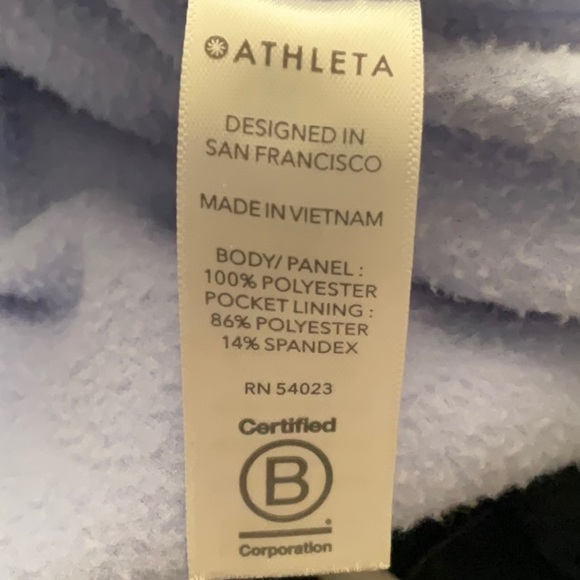 ATHLETA
DESIGNED IN
SAN FRANCISCO
MADE IN VIETNAM
BODY/ PANEL :
100% POLYESTER
POCKET LINING :
86% POLYESTER
14% SPANDEX
RN 54023
Certified
B
Corporation